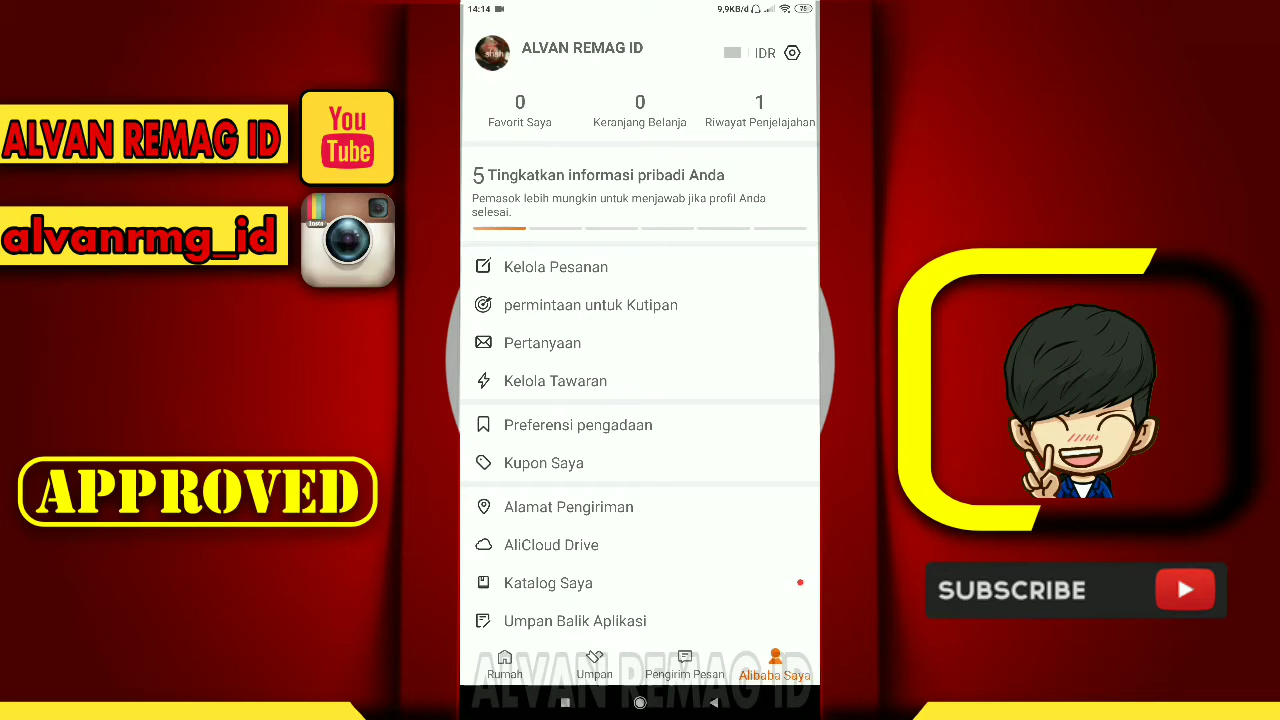 14:14
9,9KB/d
75
ALVAN REMAG ID
IDR
0
Favorit Saya
0
Keranjang Belanja
1
Riwayat Penjelajahan
5 Tingkatkan informasi pribadi Anda
Pemasok lebih mungkin untuk menjawab jika profil Anda
selesai.
Kelola Pesanan
permintaan untuk Kutipan
Pertanyaan
Kelola Tawaran
Preferensi pengadaan
Kupon Saya
Alamat Pengiriman
AliCloud Drive
Katalog Saya
Umpan Balik Aplikasi
Rumah
Umpan
Pengirim Pesan
Alibaba Saya
ALVAN REMAG ID
ALVAN REMAG ID
You
Tube
alvanrmg_id
Insta
APPROVED
SUBSCRIBE